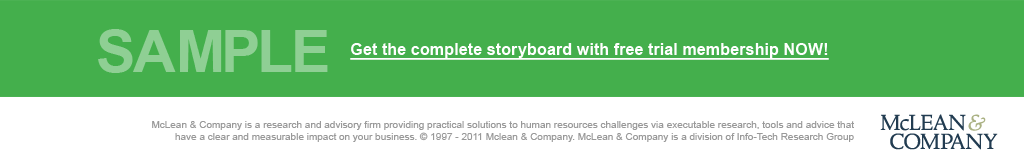 SAMPLE
Get the complete storyboard with free trial membership NOW!
McLean & Company is a research and advisory firm providing practical solutions to human resources challenges via executable research, tools and advice that
have a clear and measurable impact on your business. © 1997 - 2011 Mclean & Company. McLean & Company is a division of Info-Tech Research Group
McLEAN &
COMPANY